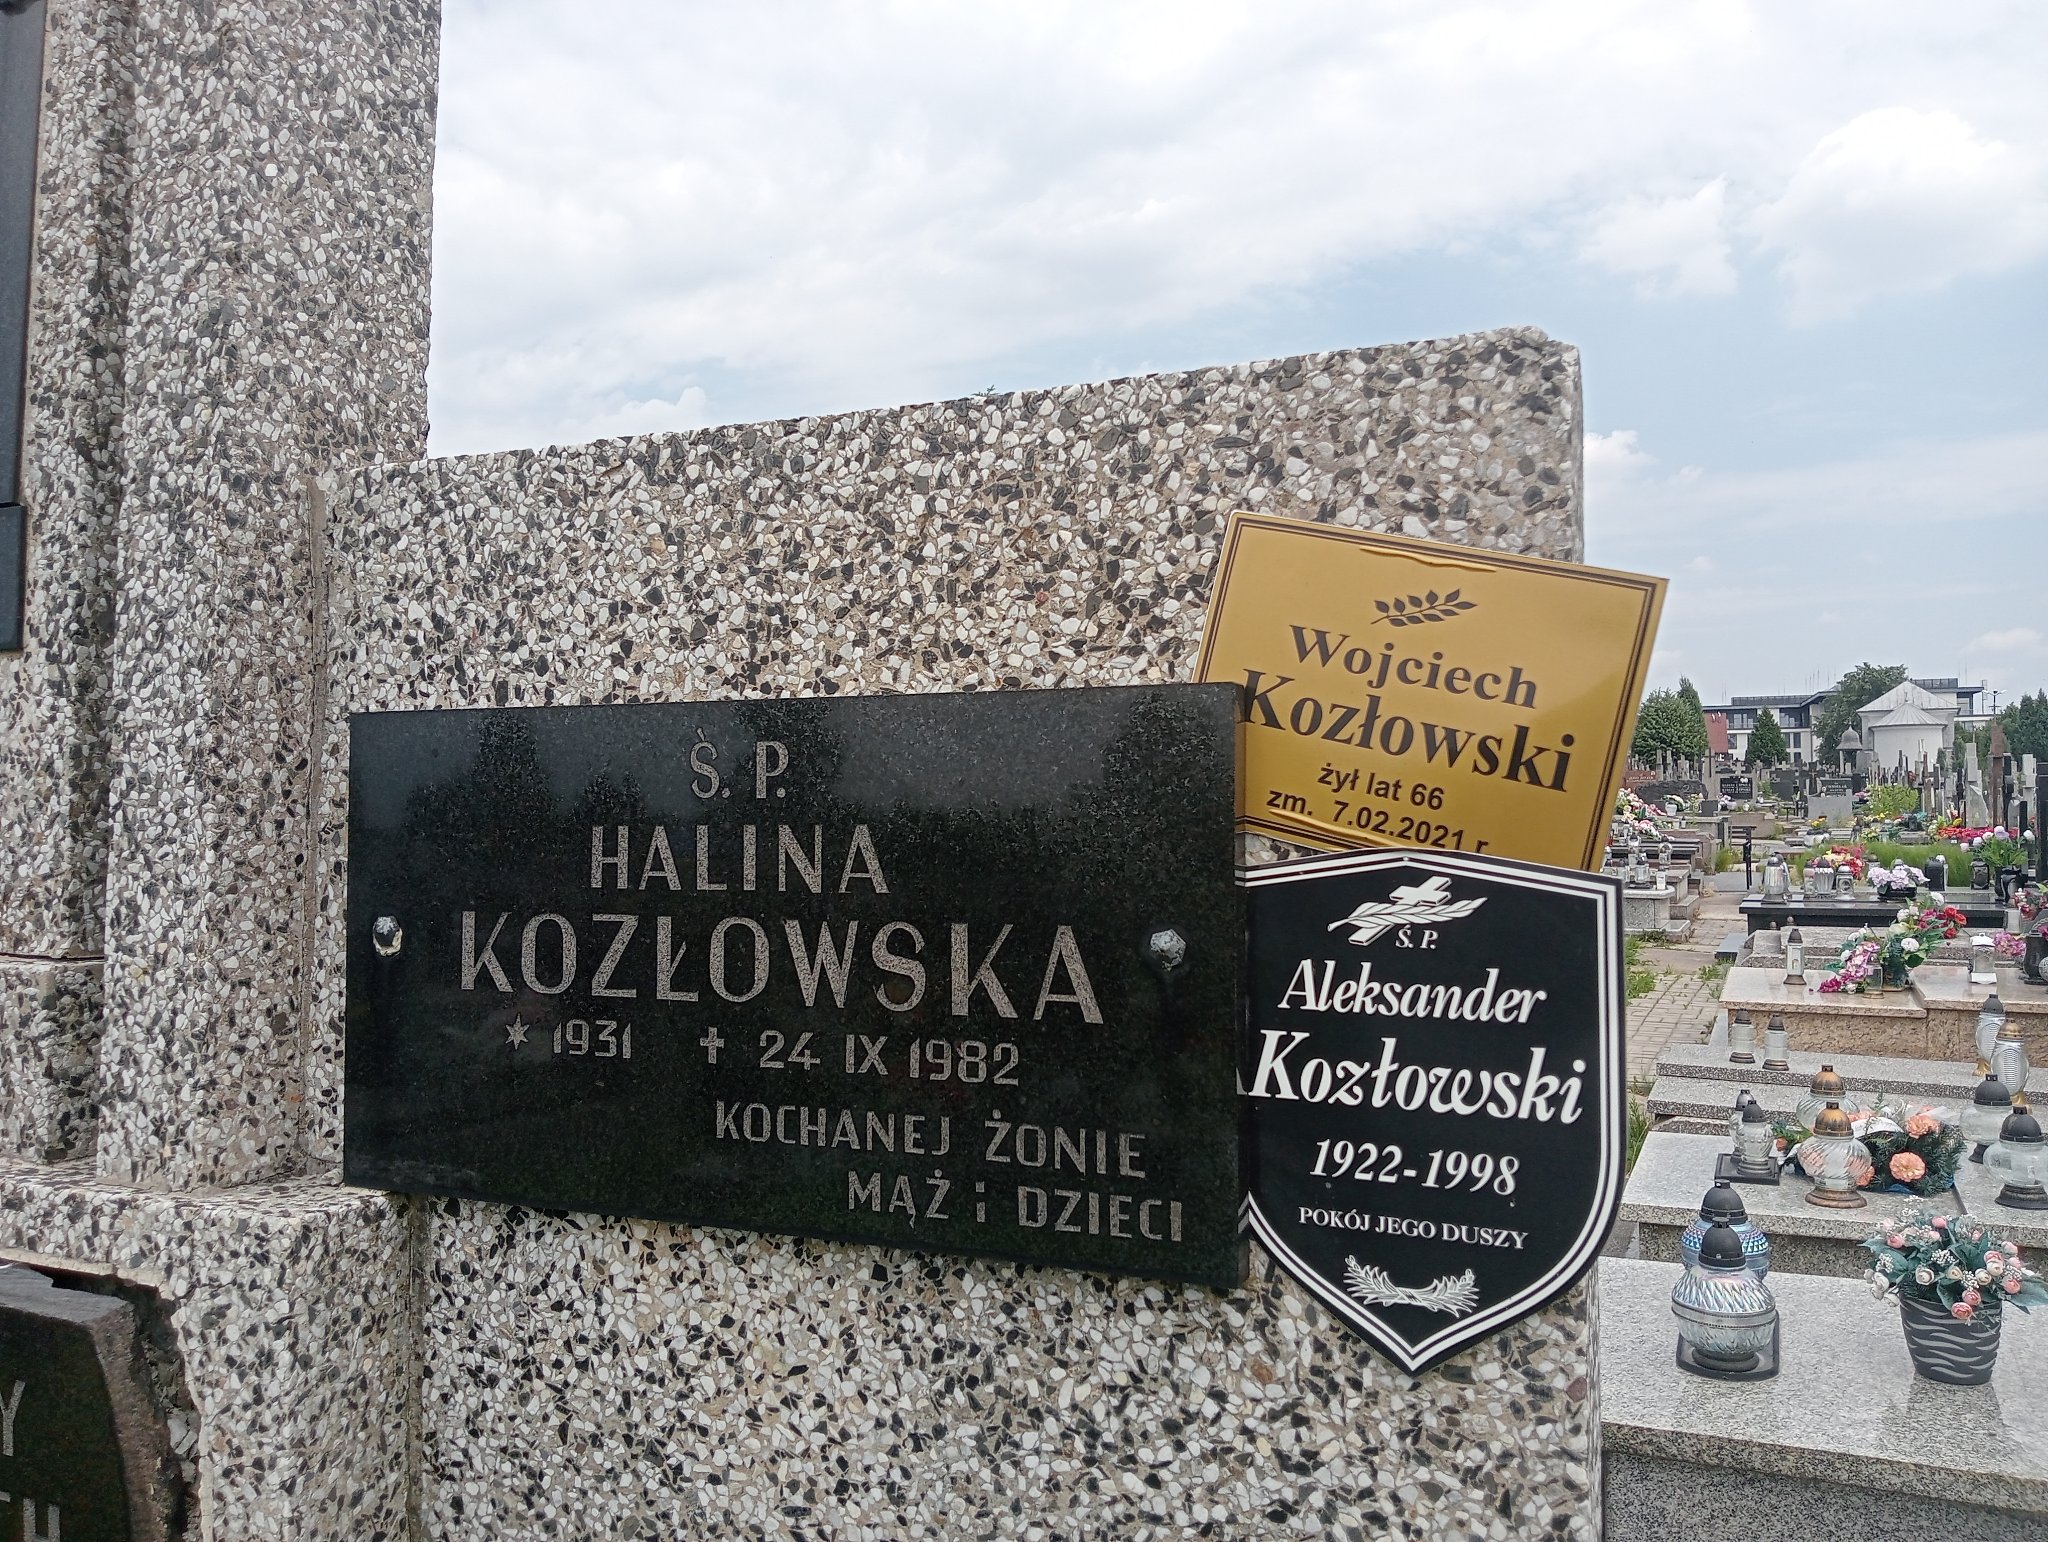 Ś. P.
HALINA
KOZŁOWSKA
* 1931 ✝ 24 IX 1982
KOCHANEJ ŻONIE
MĄŻ i DZIECI
Wojciech
Kozłowski
żył lat 66
zm. 7.02.2021 r
Ś. P.
Aleksander
Kozłowski
1922-1998
POKÓJ JEGO DUSZY